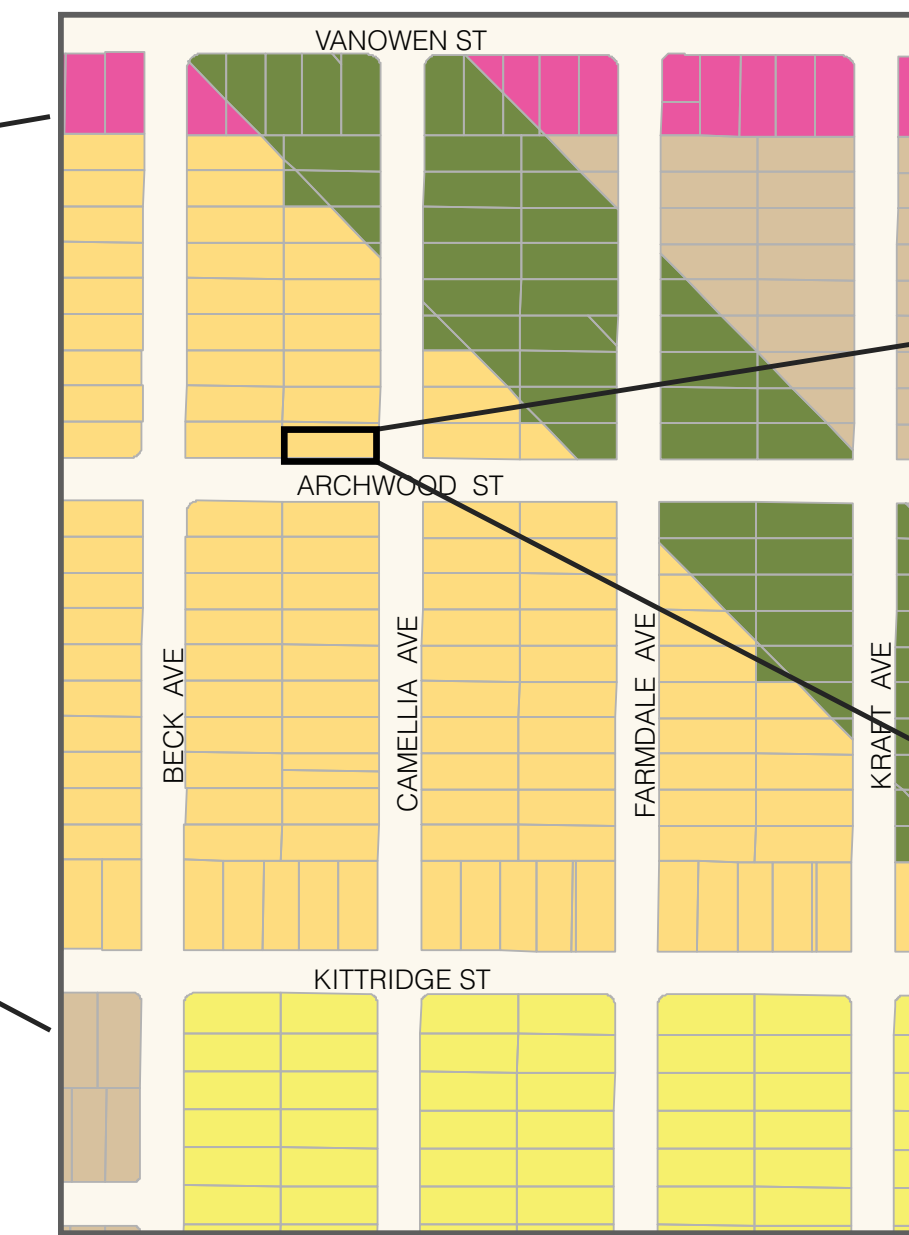 VANOWEN ST
ARCHWOOD ST
BECK AVE
CAMELLIA AVE
FARMDALE AVE
KRAFT AVE
KITTRIDGE ST